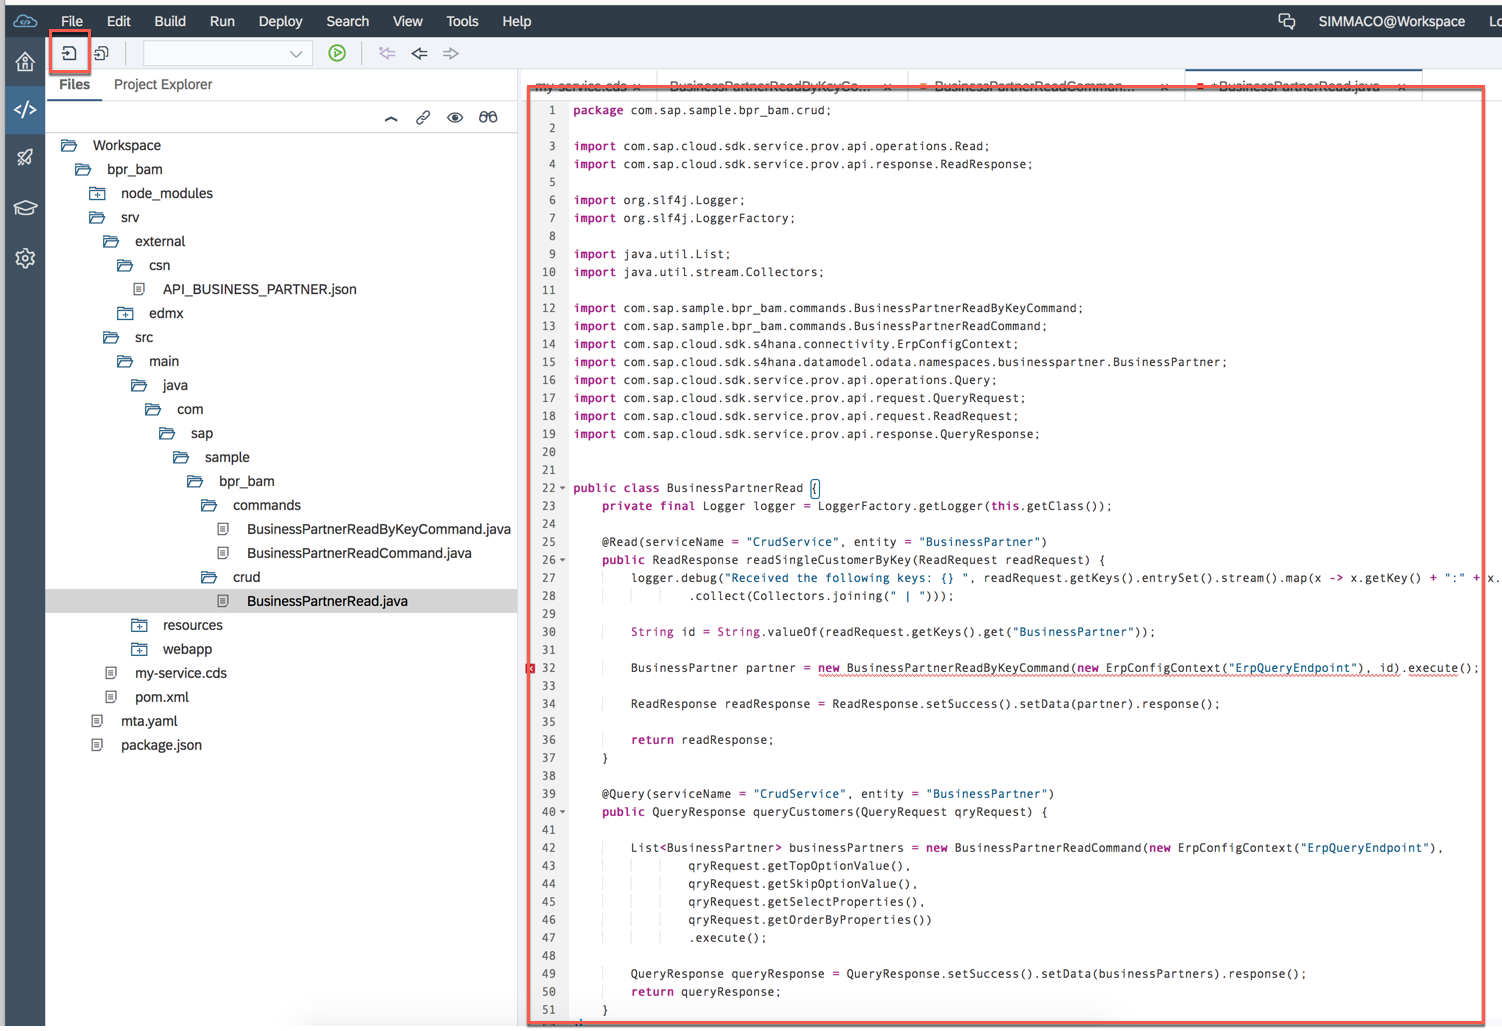 File Edit Build Run Deploy Search View Tools Help SIMMACO@Workspace Lo
Files Project Explorer
my-service.cds × BusinessPartnerReadByKeyCo... × BusinessPartnerReadComman... × *BusinessPartnerRead.java ×
Workspace
bpr_bam
node_modules
srv
external
csn
API_BUSINESS_PARTNER.json
edmx
src
main
java
com
sap
sample
bpr_bam
commands
BusinessPartnerReadByKeyCommand.java
BusinessPartnerReadCommand.java
crud
BusinessPartnerRead.java
resources
webapp
my-service.cds
pom.xml
mta.yaml
package.json
1 package com.sap.sample.bpr_bam.crud;
2
3 import com.sap.cloud.sdk.service.prov.api.operations.Read;
4 import com.sap.cloud.sdk.service.prov.api.response.ReadResponse;
5
6 import org.slf4j.Logger;
7 import org.slf4j.LoggerFactory;
8
9 import java.util.List;
10 import java.util.stream.Collectors;
11
12 import com.sap.sample.bpr_bam.commands.BusinessPartnerReadByKeyCommand;
13 import com.sap.sample.bpr_bam.commands.BusinessPartnerReadCommand;
14 import com.sap.cloud.sdk.s4hana.connectivity.ErpConfigContext;
15 import com.sap.cloud.sdk.s4hana.datamodel.odata.namespaces.businesspartner.BusinessPartner;
16 import com.sap.cloud.sdk.service.prov.api.operations.Query;
17 import com.sap.cloud.sdk.service.prov.api.request.QueryRequest;
18 import com.sap.cloud.sdk.service.prov.api.request.ReadRequest;
19 import com.sap.cloud.sdk.service.prov.api.response.QueryResponse;
20
21
22 public class BusinessPartnerRead {
23 private final Logger logger = LoggerFactory.getLogger(this.getClass());
24
25 @Read(serviceName = "CrudService", entity = "BusinessPartner")
26 public ReadResponse readSingleCustomerByKey(ReadRequest readRequest) {
27 logger.debug("Received the following keys: {} ", readRequest.getKeys().entrySet().stream().map(x -> x.getKey() + ":" + x.
28 .collect(Collectors.joining(" | ")));
29
30 String id = String.valueOf(readRequest.getKeys().get("BusinessPartner"));
31
32 BusinessPartner partner = new BusinessPartnerReadByKeyCommand(new ErpConfigContext("ErpQueryEndpoint"), id).execute();
33
34 ReadResponse readResponse = ReadResponse.setSuccess().setData(partner).response();
35
36 return readResponse;
37 }
38
39 @Query(serviceName = "CrudService", entity = "BusinessPartner")
40 public QueryResponse queryCustomers(QueryRequest qryRequest) {
41
42 List<BusinessPartner> businessPartners = new BusinessPartnerReadCommand(new ErpConfigContext("ErpQueryEndpoint"),
43 qryRequest.getTopOptionValue(),
44 qryRequest.getSkipOptionValue(),
45 qryRequest.getSelectProperties(),
46 qryRequest.getOrderByProperties())
47 .execute();
48
49 QueryResponse queryResponse = QueryResponse.setSuccess().setData(businessPartners).response();
50 return queryResponse;
51 }